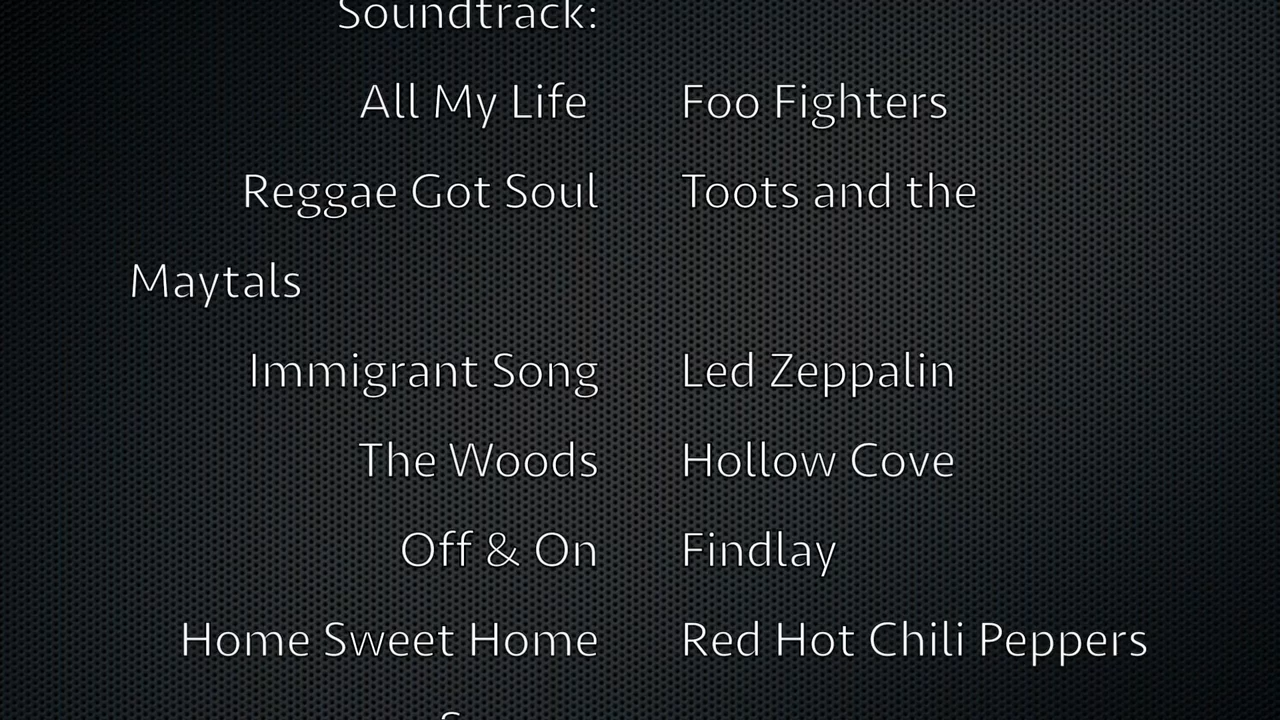 Soundtrack:
All My Life Foo Fighters
Reggae Got Soul Toots and the
Maytals
Immigrant Song Led Zeppalin
The Woods Hollow Cove
Off & On Findlay
Home Sweet Home Red Hot Chili Peppers